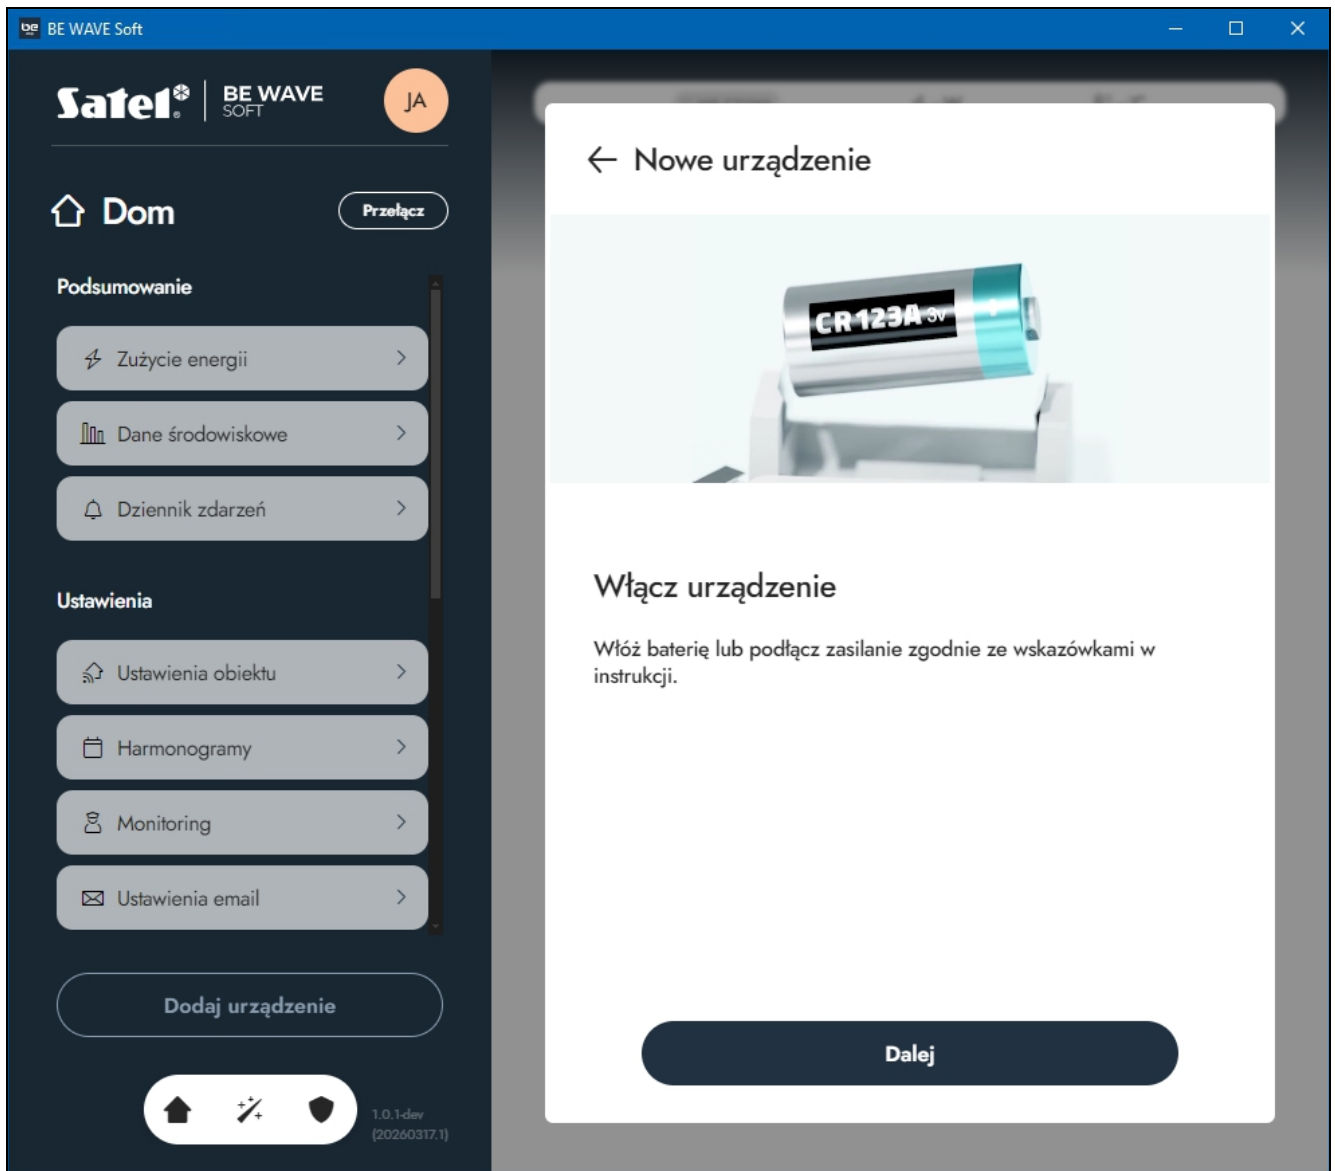 be BE WAVE Soft
Satel® BE WAVE SOFT JA
Dom Przełącz
Podsumowanie
Zużycie energii
Dane środowiskowe
Dziennik zdarzeń
Ustawienia
Ustawienia obiektu
Harmonogramy
Monitoring
Ustawienia email
Dodaj urządzenie
1.0.1-dev
(20260317.1)
Nowe urządzenie
CR123A 3v
+
Włącz urządzenie
Włóż baterię lub podłącz zasilanie zgodnie ze wskazówkami w
instrukcji.
Dalej